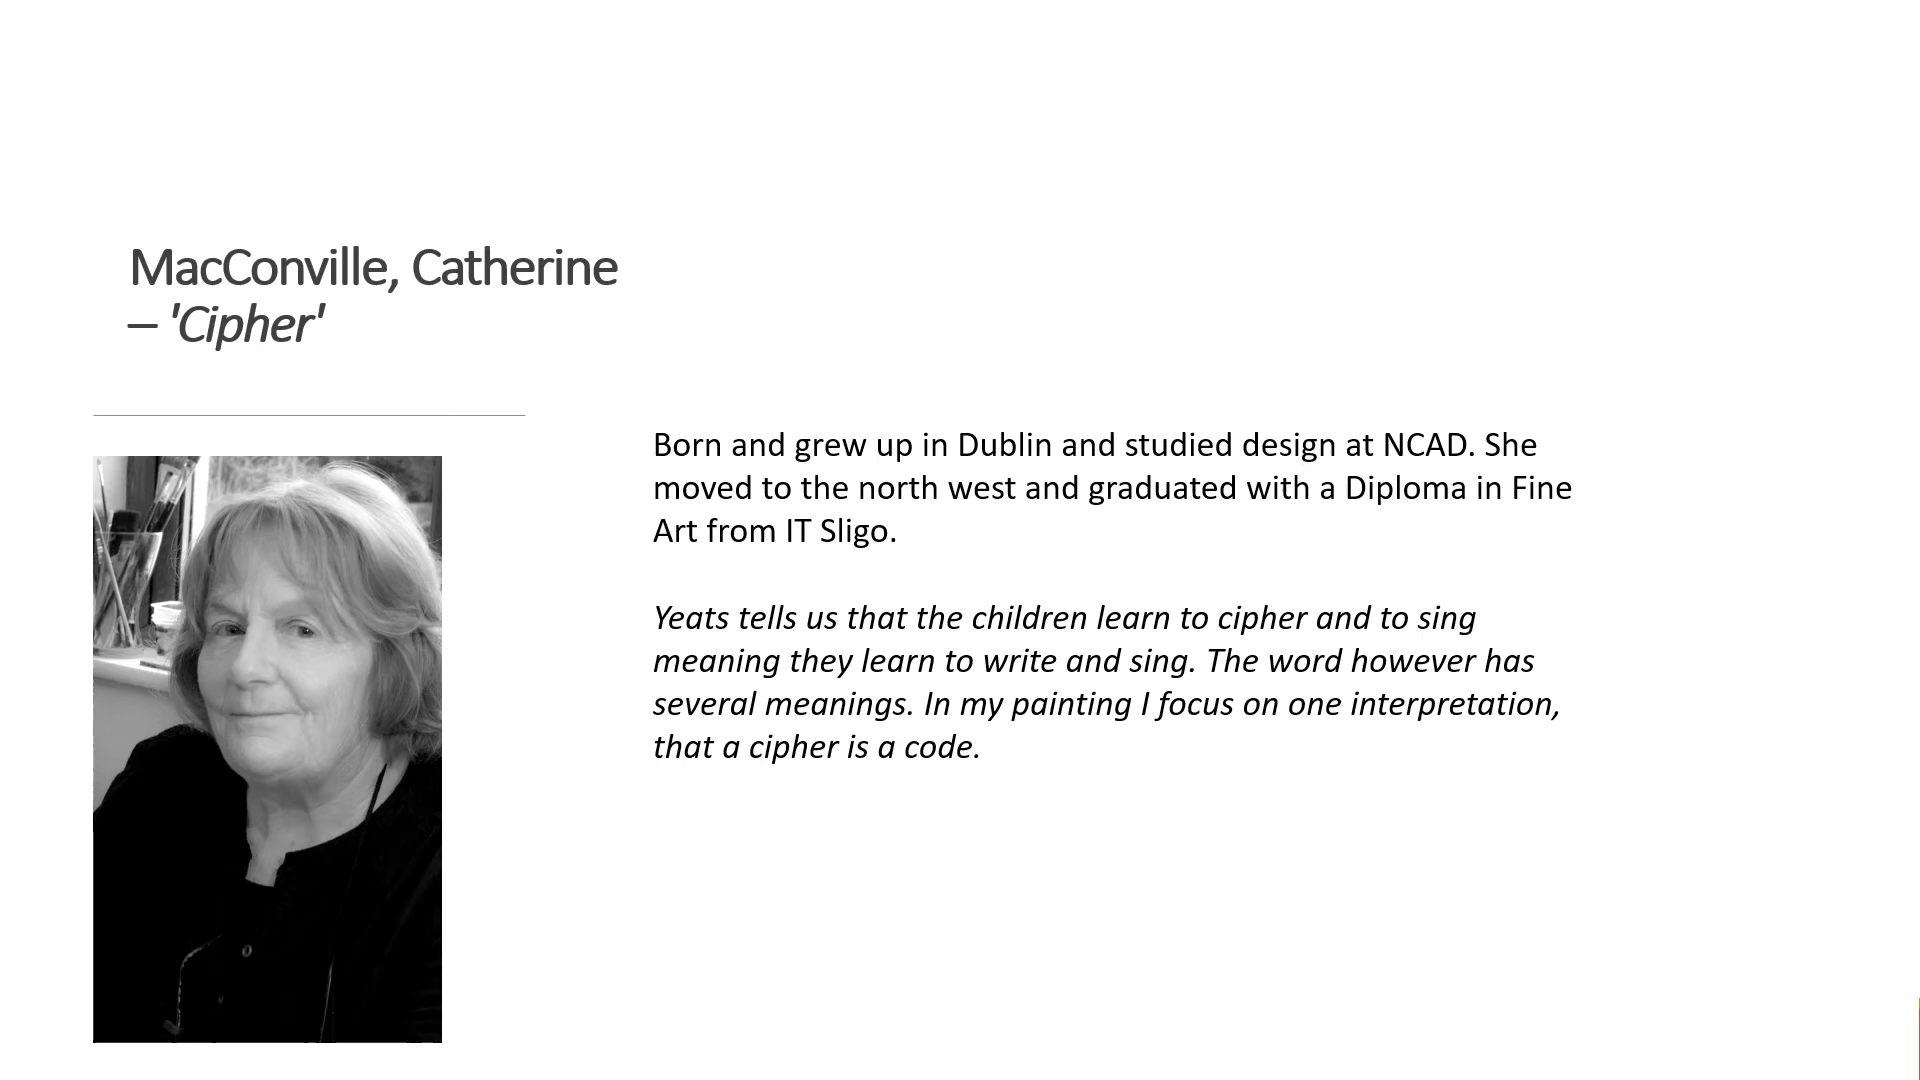 MacConville, Catherine
– 'Cipher'
Born and grew up in Dublin and studied design at NCAD. She
moved to the north west and graduated with a Diploma in Fine
Art from IT Sligo.
Yeats tells us that the children learn to cipher and to sing
meaning they learn to write and sing. The word however has
several meanings. In my painting I focus on one interpretation,
that a cipher is a code.